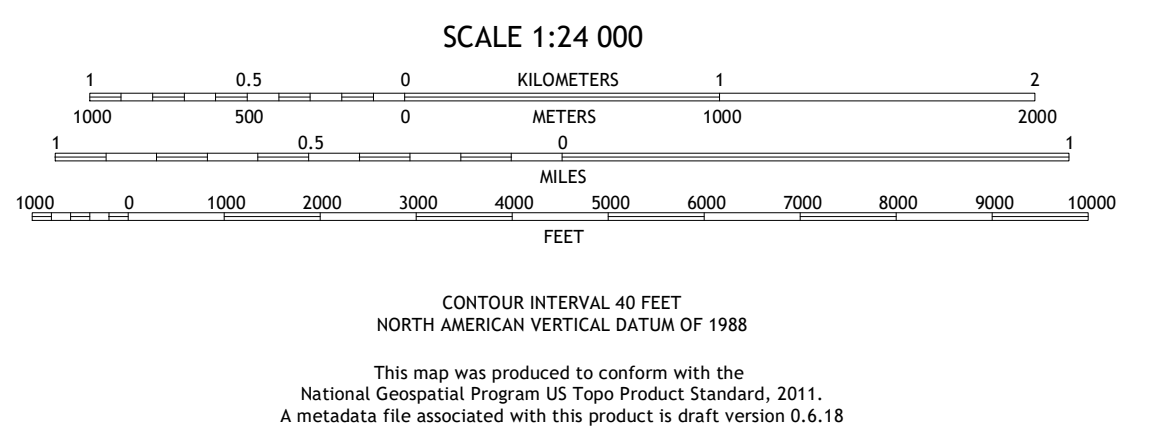 SCALE 1:24 000
1 0.5 0 KILOMETERS 1 2
1000 500 0 METERS 1000 2000
1 0.5 0 1
MILES
1000 0 1000 2000 3000 4000 5000 6000 7000 8000 9000 10000
FEET
CONTOUR INTERVAL 40 FEET
NORTH AMERICAN VERTICAL DATUM OF 1988
This map was produced to conform with the
National Geospatial Program US Topo Product Standard, 2011.
A metadata file associated with this product is draft version 0.6.18